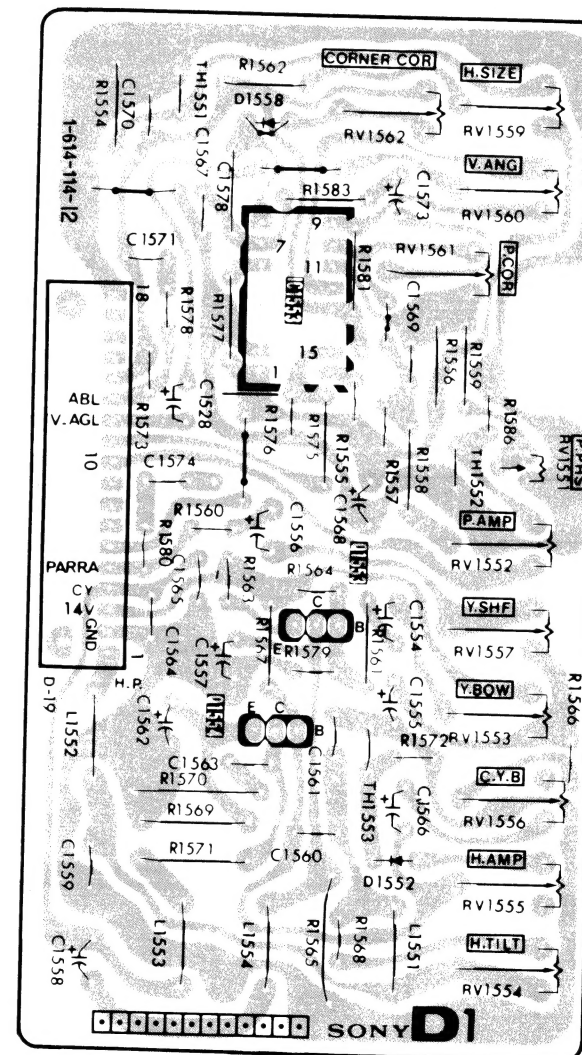 R1562
CORNER COR
H.SIZE
R1554
C1570
TH1551
D1558
RV1562
RV1559
C1567
C1578
1-614-114-12
R1583
C1573
V.ANG
RV1560
9
7
11
15
1
C1571
R1581
RV1561
P.COR
18
R1578
R1577
C1569
R1556
R1559
ABL
V.AGL
10
R1573
C1528
R1576
R1575
R1555
R1557
R1558
R1586
TH1552
C1574
C1568
R1560
C1556
P.AMP
RV1552
PARRA
CY
14V
GND
1
R1580
C1565
R1563
R1564
C
E
B
R1579
R1567
R1561
C1554
Y.SHF
RV1557
C1564
C1557
D-19
H.P.
C1562
E
C
B
C1555
Y.BOW
RV1553
R1566
L1552
C1563
C1561
R1572
R1570
R1569
R1571
TH1553
C1566
C.Y.B
RV1556
C1560
D1552
H.AMP
RV1555
C1559
C1558
L1553
L1554
R1565
R1568
L1551
H.TILT
RV1554
SONY D1